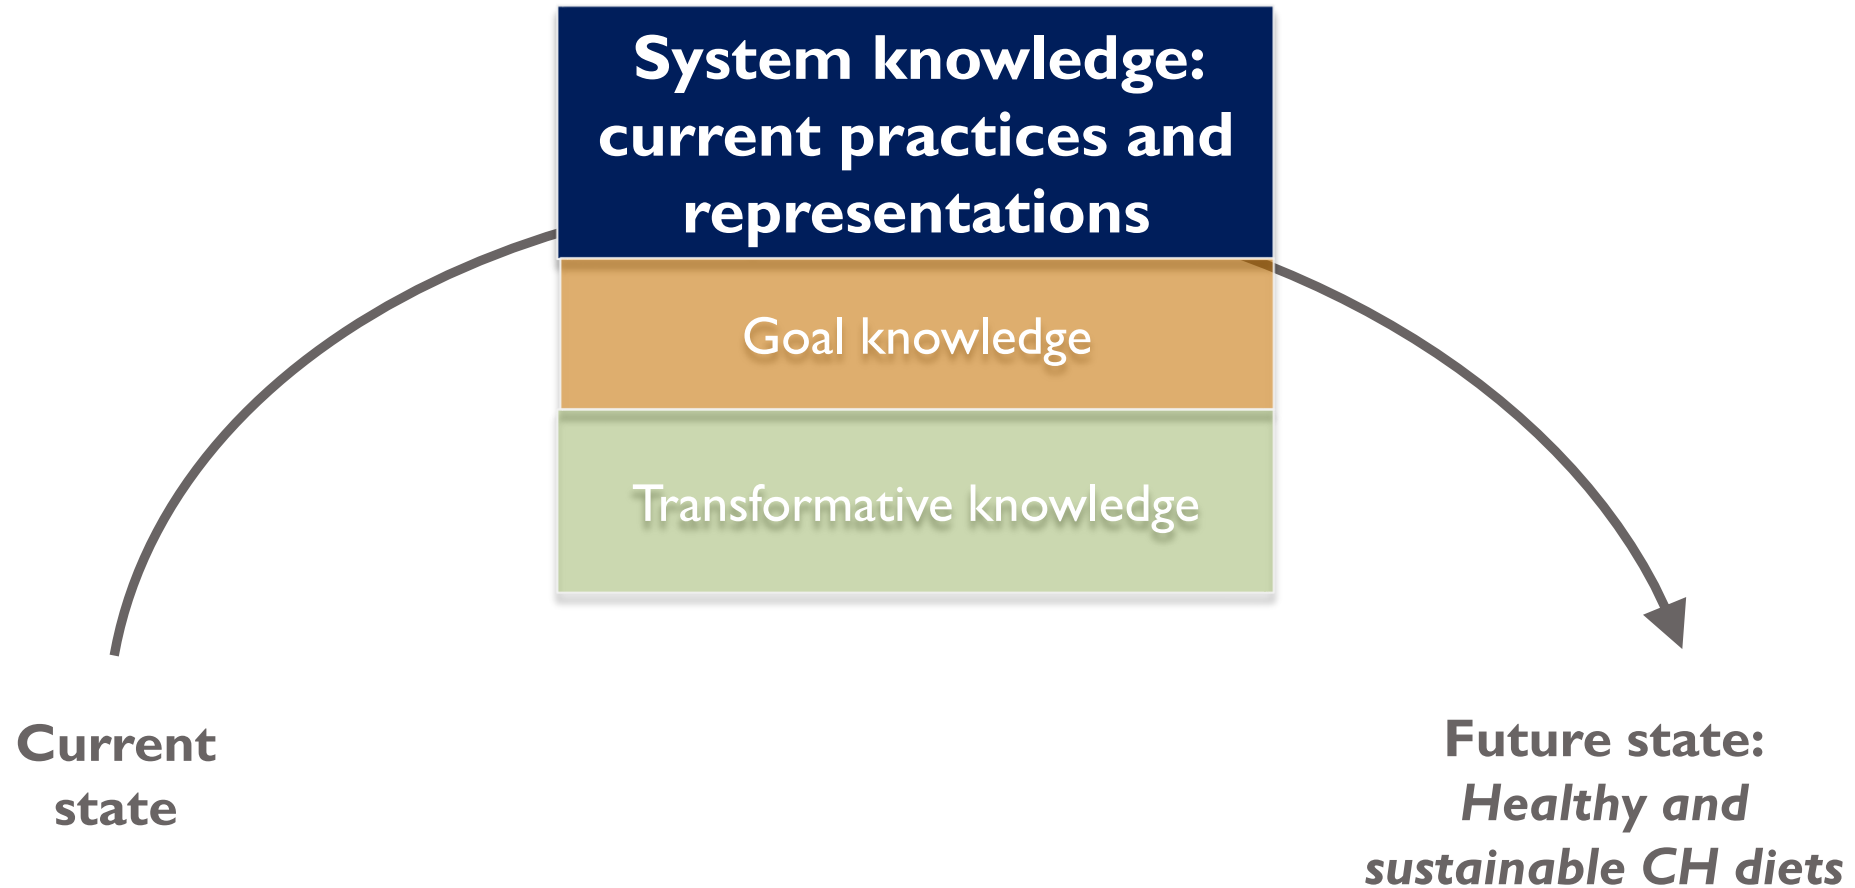 System knowledge:
current practices and
representations
Goal knowledge
Transformative knowledge
Current
state
Future state:
Healthy and
sustainable CH diets